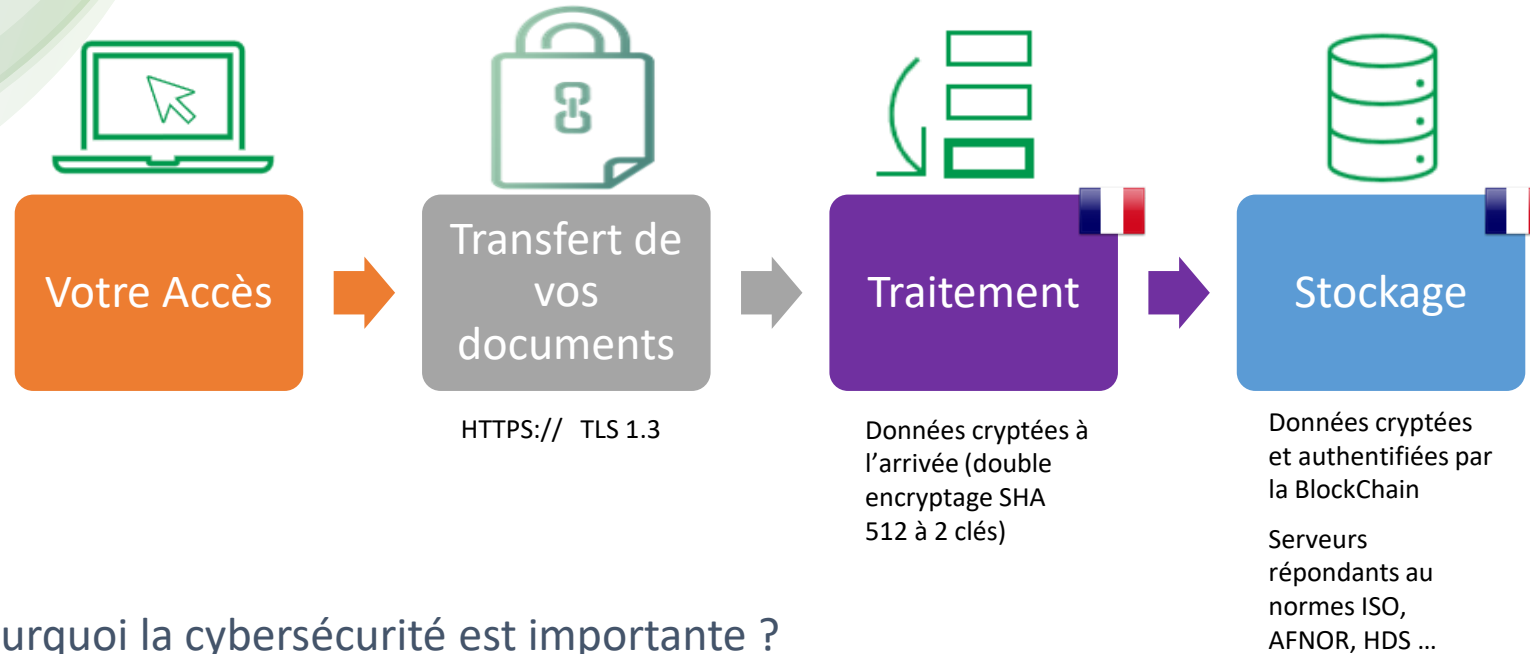 Votre Accès
Transfert de
vos
documents
Traitement
Stockage
HTTPS:// TLS 1.3
Données cryptées à
l’arrivée (double
encryptage SHA
512 à 2 clés)
Données cryptées
et authentifiées par
la BlockChain
Serveurs
répondants au
normes ISO,
AFNOR, HDS …
urquoi la cybersécurité est importante ?